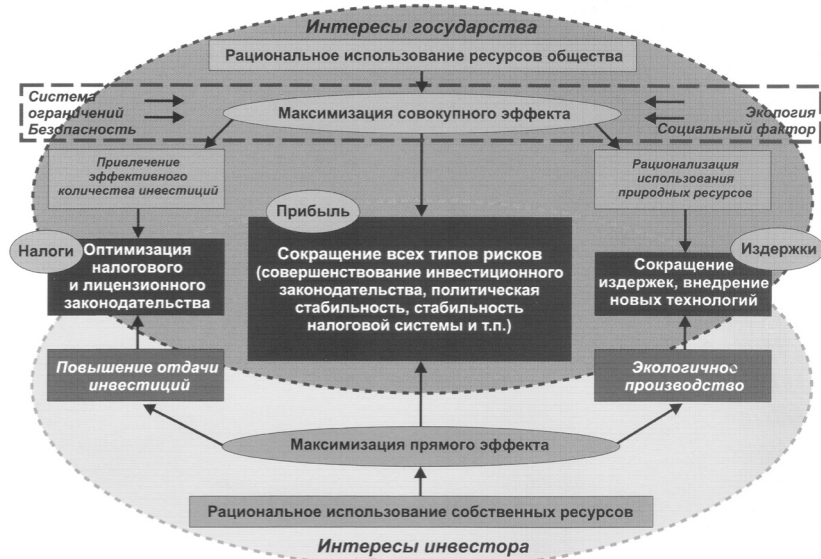 Интересы государства
Рациональное использование ресурсов общества
Система
ограничений
Безопасность
Максимизация совокупного эффекта
Экология
Социальный фактор
Привлечение
эффективного
количества инвестиций
Рационализация
использования
природных ресурсов
Прибыль
Налоги
Издержки
Оптимизация
налогового
и лицензионного
законодательства
Сокращение всех типов рисков
(совершенствование инвестиционного
законодательства, политическая
стабильность, стабильность
налоговой системы и т.п.)
Сокращение
издержек, внедрение
новых технологий
Повышение отдачи
инвестиций
Экологичное
производство
Максимизация прямого эффекта
Рациональное использование собственных ресурсов
Интересы инвестора